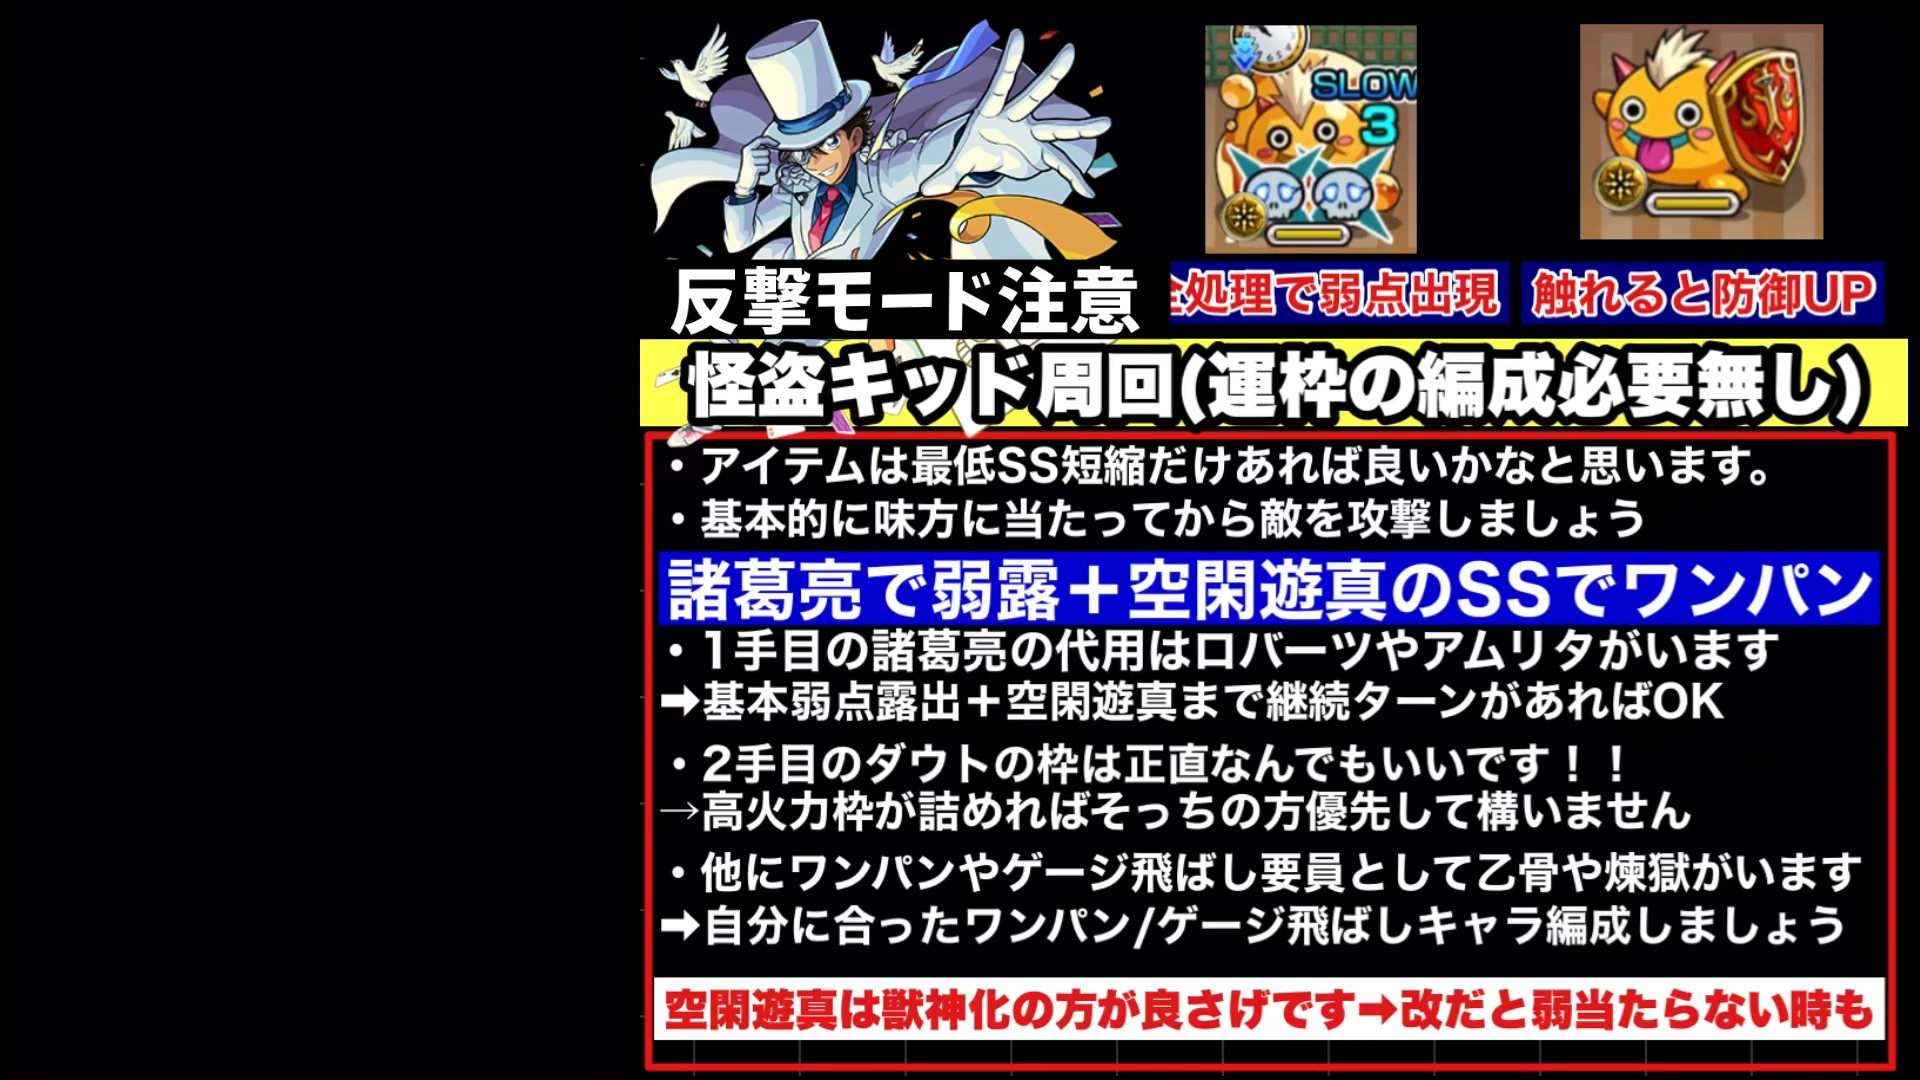 SLOW
3
反撃モード注意
全処理で弱点出現
触れると防御UP
怪盗キッド周回(運枠の編成必要無し)
・アイテムは最低SS短縮だけあれば良いかなと思います。
・基本的に味方に当たってから敵を攻撃しましょう
諸葛亮で弱露＋空閑遊真のSSでワンパン
・1手目の諸葛亮の代用はロバーツやアムリタがいます
➡基本弱点露出＋空閑遊真まで継続ターンがあればOK
・2手目のダウトの枠は正直なんでもいいです！！
→高火力枠が詰めればそっちの方優先して構いません
・他にワンパンやゲージ飛ばし要員として乙骨や煉獄がいます
➡自分に合ったワンパン/ゲージ飛ばしキャラ編成しましょう
空閑遊真は獣神化の方が良さげです➡改だと弱当たらない時も